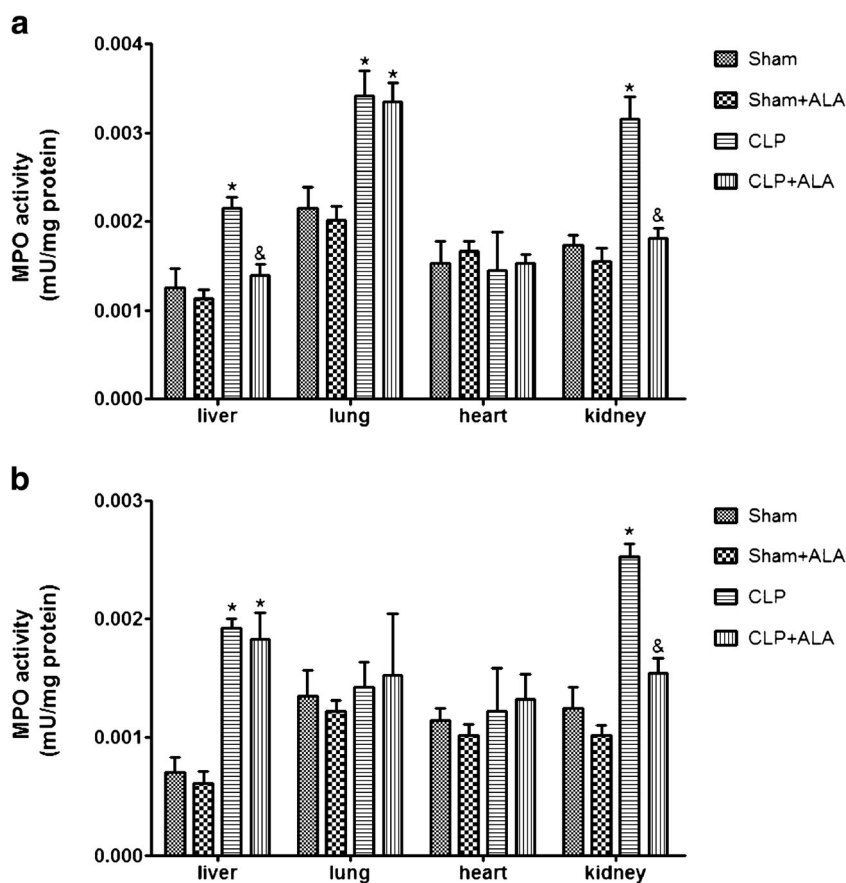 a
MPO activity
(mU/mg protein)
0.004
0.003
0.002
0.001
0.000
* & * * * &
liver lung heart kidney
Sham
Sham+ALA
CLP
CLP+ALA
b
MPO activity
(mU/mg protein)
0.003
0.002
0.001
0.000
* * * &
liver lung heart kidney
Sham
Sham+ALA
CLP
CLP+ALA